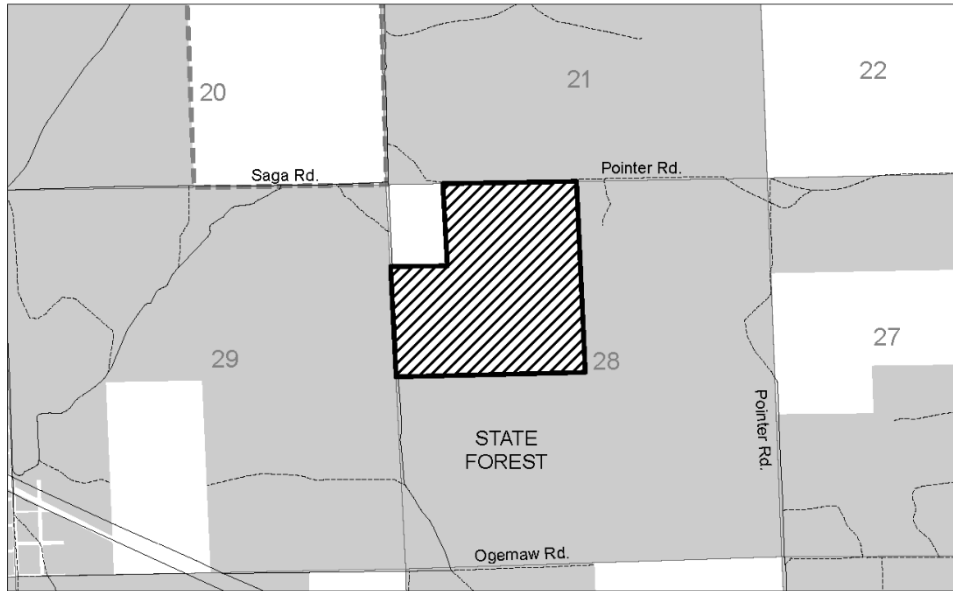 20
21
22
Saga Rd.
Pointer Rd.
29
28
27
Pointer Rd.
STATE
FOREST
Ogemaw Rd.